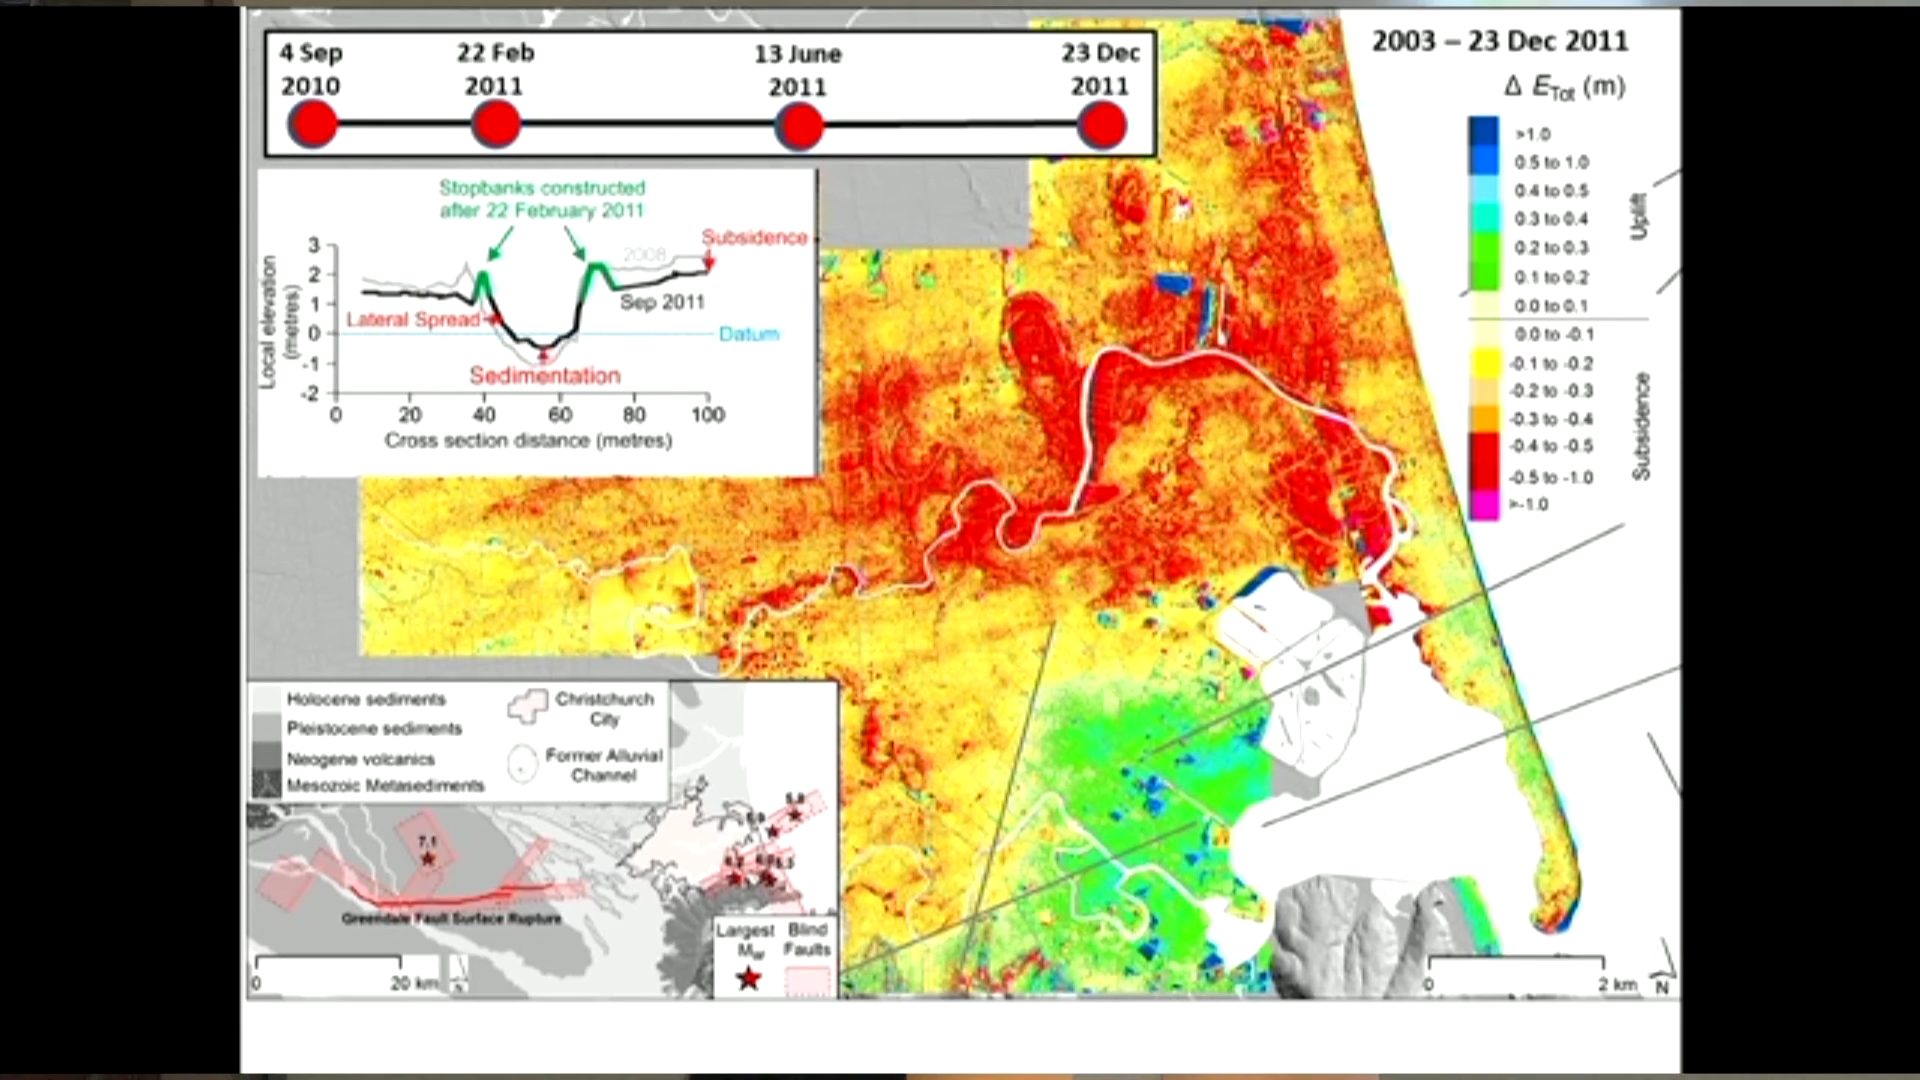 4 Sep
2010
22 Feb
2011
13 June
2011
23 Dec
2011
2003 – 23 Dec 2011
Δ ETot (m)
>1.0
0.5 to 1.0
0.4 to 0.5
0.3 to 0.4
0.2 to 0.3
0.1 to 0.2
0.0 to 0.1
0.0 to -0.1
-0.1 to -0.2
-0.2 to -0.3
-0.3 to -0.4
-0.4 to -0.5
-0.5 to -1.0
>-1.0
Uplift
Subsidence
Stopbanks constructed
after 22 February 2011
Subsidence
2008
Sep 2011
Lateral Spread
Datum
Sedimentation
Local elevation
(metres)
3
2
1
0
-1
-2
0 20 40 60 80 100
Cross section distance (metres)
Holocene sediments
Pleistocene sediments
Neogene volcanics
Mesozoic Metasediments
Christchurch
City
Former Alluvial
Channel
7.1
5.8
Greendale Fault Surface Rupture
Largest
Mw
Blind
Faults
0 20 km
0 2 km
N